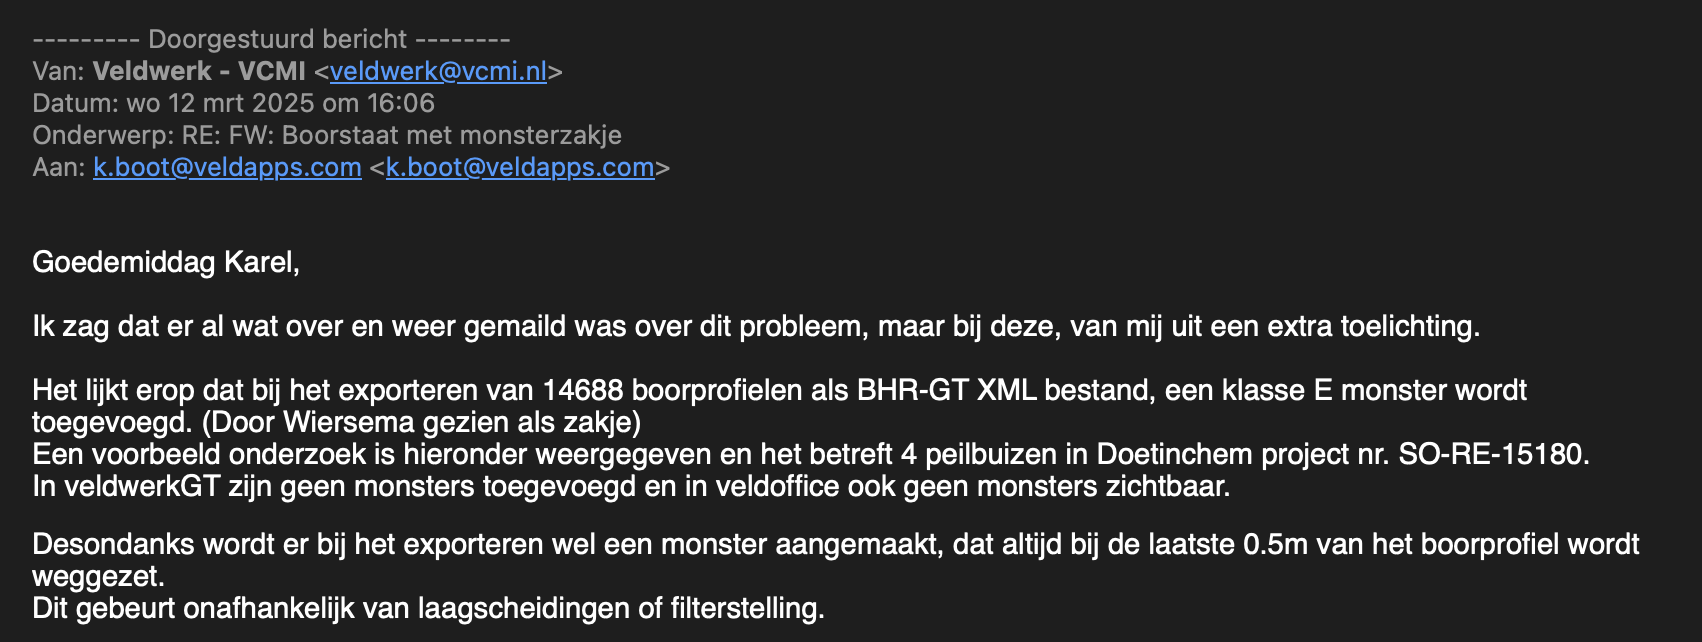 --------- Doorgestuurd bericht --------
Van: Veldwerk - VCMI <veldwerk@vcmi.nl>
Datum: wo 12 mrt 2025 om 16:06
Onderwerp: RE: FW: Boorstaat met monsterzakje
Aan: k.boot@veldapps.com <k.boot@veldapps.com>
Goedemiddag Karel,
Ik zag dat er al wat over en weer gemaild was over dit probleem, maar bij deze, van mij uit een extra toelichting.
Het lijkt erop dat bij het exporteren van 14688 boorprofielen als BHR-GT XML bestand, een klasse E monster wordt
toegevoegd. (Door Wiersema gezien als zakje)
Een voorbeeld onderzoek is hieronder weergegeven en het betreft 4 peilbuizen in Doetinchem project nr. SO-RE-15180.
In veldwerkGT zijn geen monsters toegevoegd en in veldoffice ook geen monsters zichtbaar.
Desondanks wordt er bij het exporteren wel een monster aangemaakt, dat altijd bij de laatste 0.5m van het boorprofiel wordt
weggezet.
Dit gebeurt onafhankelijk van laagscheidingen of filterstelling.